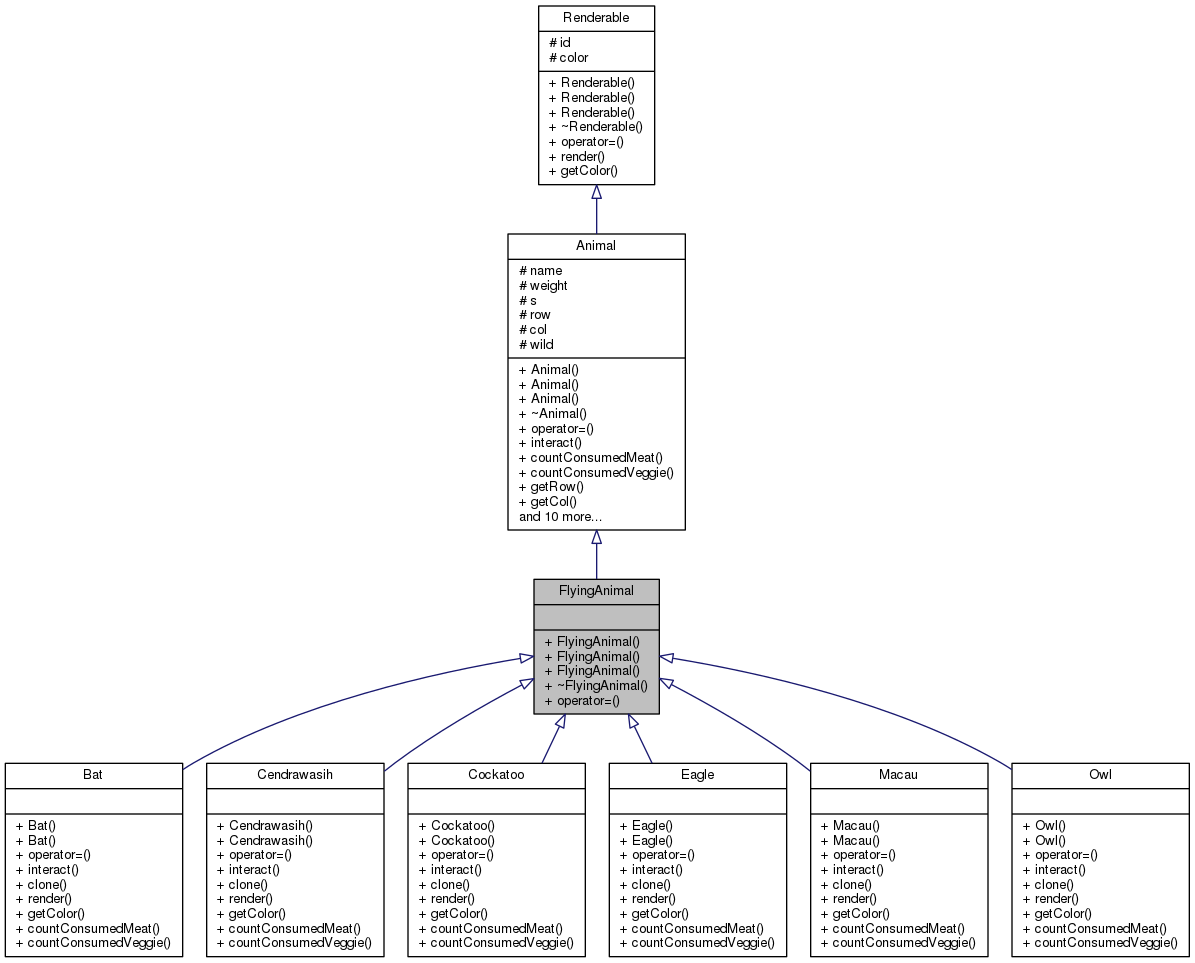 Renderable
# id
# color
+ Renderable()
+ Renderable()
+ Renderable()
+ ~Renderable()
+ operator=()
+ render()
+ getColor()
Animal
# name
# weight
# s
# row
# col
# wild
+ Animal()
+ Animal()
+ Animal()
+ ~Animal()
+ operator=()
+ interact()
+ countConsumedMeat()
+ countConsumedVeggie()
+ getRow()
+ getCol()
and 10 more...
FlyingAnimal
+ FlyingAnimal()
+ FlyingAnimal()
+ FlyingAnimal()
+ ~FlyingAnimal()
+ operator=()
Bat
+ Bat()
+ Bat()
+ operator=()
+ interact()
+ clone()
+ render()
+ getColor()
+ countConsumedMeat()
+ countConsumedVeggie()
Cendrawasih
+ Cendrawasih()
+ Cendrawasih()
+ operator=()
+ interact()
+ clone()
+ render()
+ getColor()
+ countConsumedMeat()
+ countConsumedVeggie()
Cockatoo
+ Cockatoo()
+ Cockatoo()
+ operator=()
+ interact()
+ clone()
+ render()
+ getColor()
+ countConsumedMeat()
+ countConsumedVeggie()
Eagle
+ Eagle()
+ Eagle()
+ operator=()
+ interact()
+ clone()
+ render()
+ getColor()
+ countConsumedMeat()
+ countConsumedVeggie()
Macau
+ Macau()
+ Macau()
+ operator=()
+ interact()
+ clone()
+ render()
+ getColor()
+ countConsumedMeat()
+ countConsumedVeggie()
Owl
+ Owl()
+ Owl()
+ operator=()
+ interact()
+ clone()
+ render()
+ getColor()
+ countConsumedMeat()
+ countConsumedVeggie()